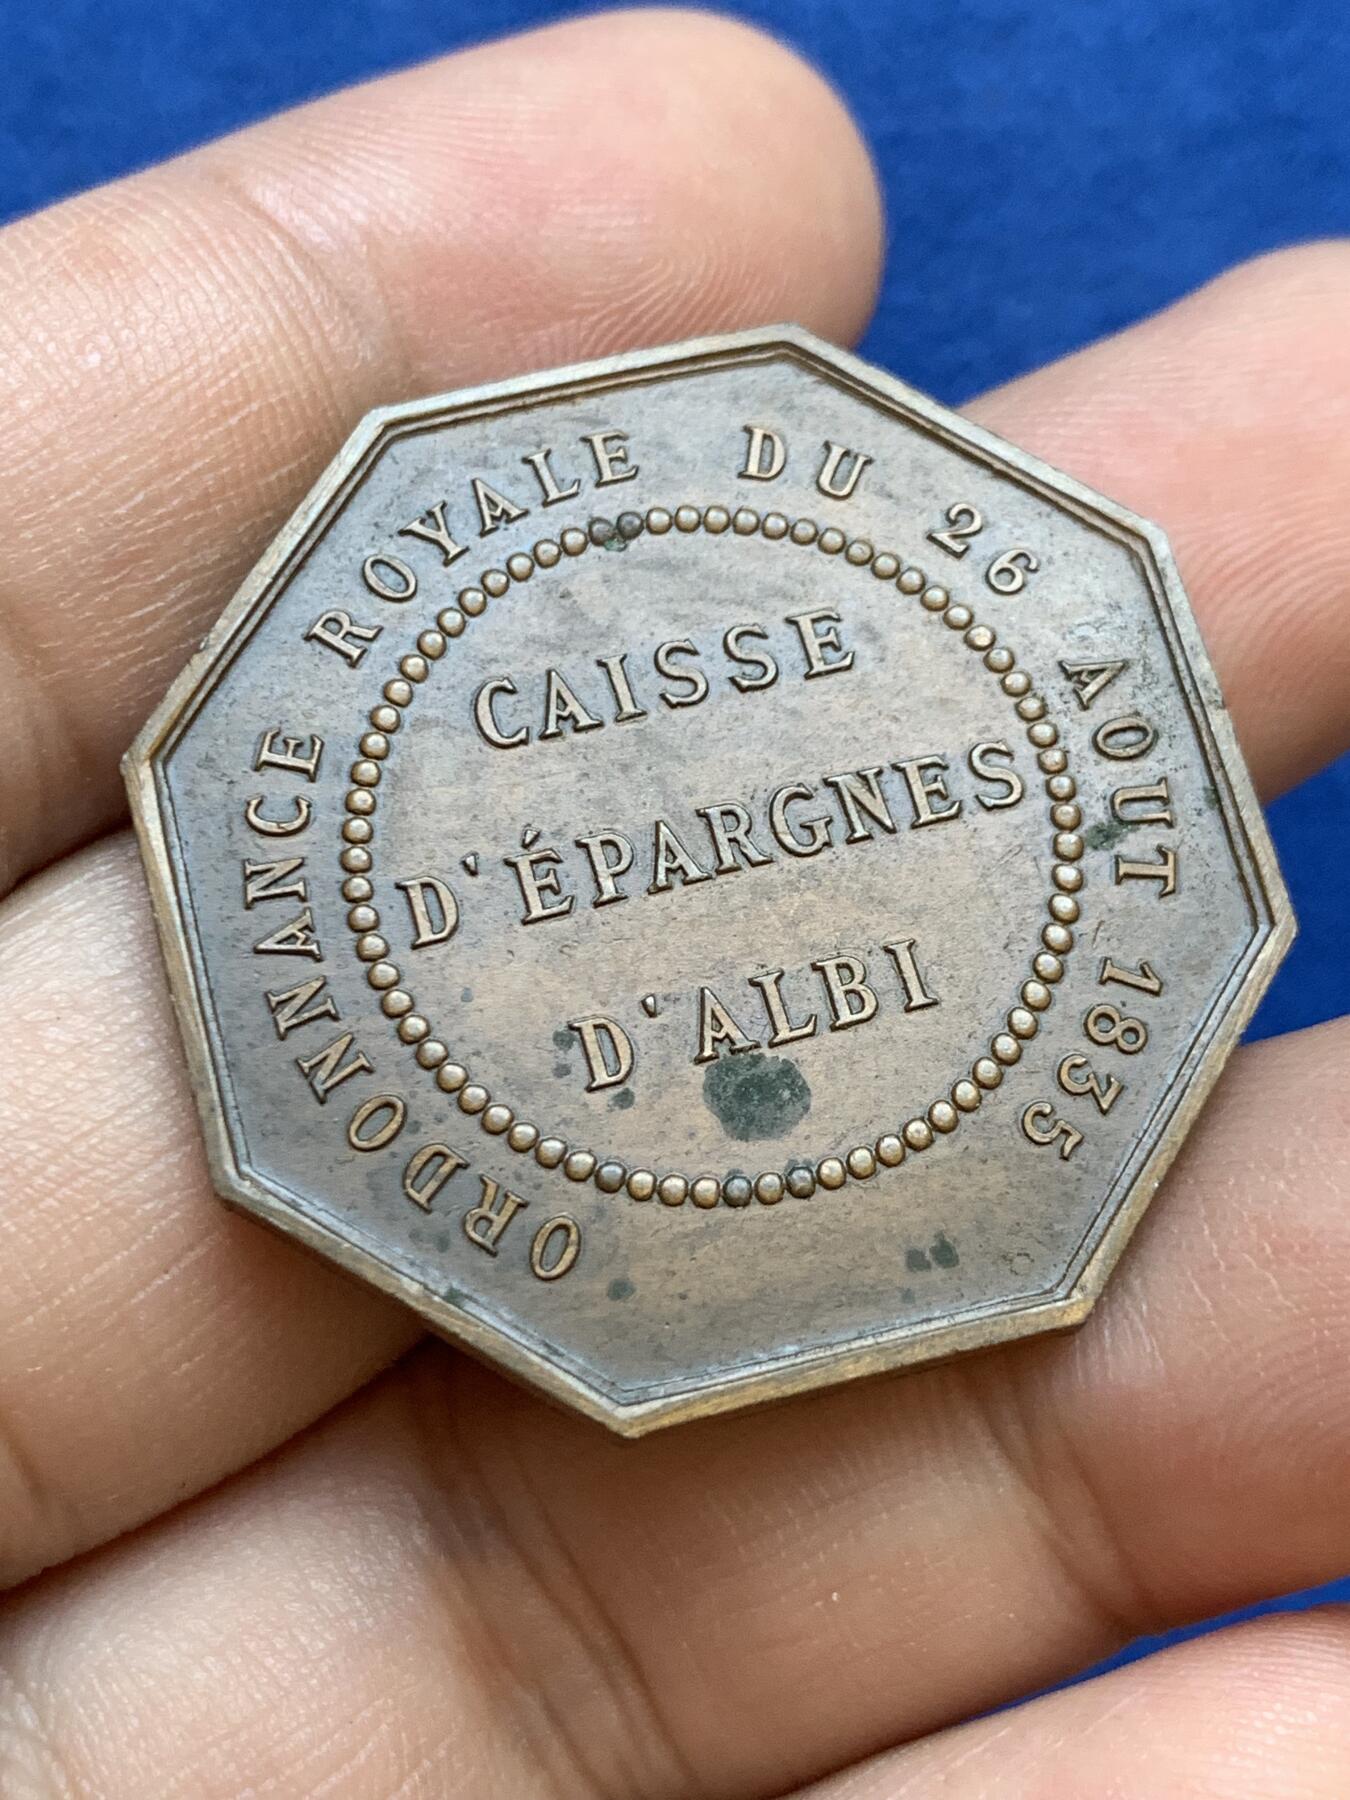 ORDONNANCE ROYALE DU 26 AOUT 1835
CAISSE
D'ÉPARGNES
D'ALBI